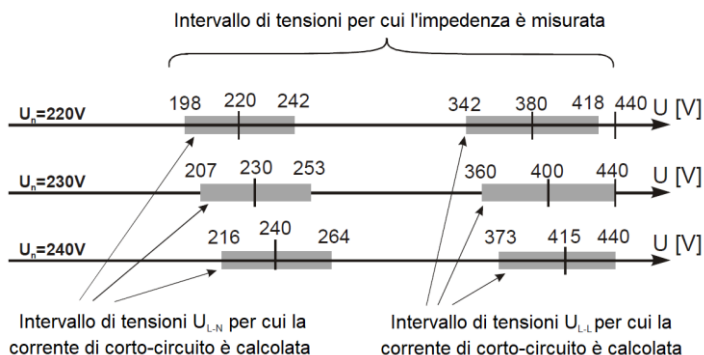 Intervallo di tensioni per cui l'impedenza è misurata
198 220 242 342 380 418 440 U [V]
Un=220V
207 230 253 360 400 440 U [V]
Un=230V
216 240 264 373 415 440 U [V]
Un=240V
Intervallo di tensioni UL-N per cui la
corrente di corto-circuito è calcolata
Intervallo di tensioni UL-L per cui la
corrente di corto-circuito è calcolata